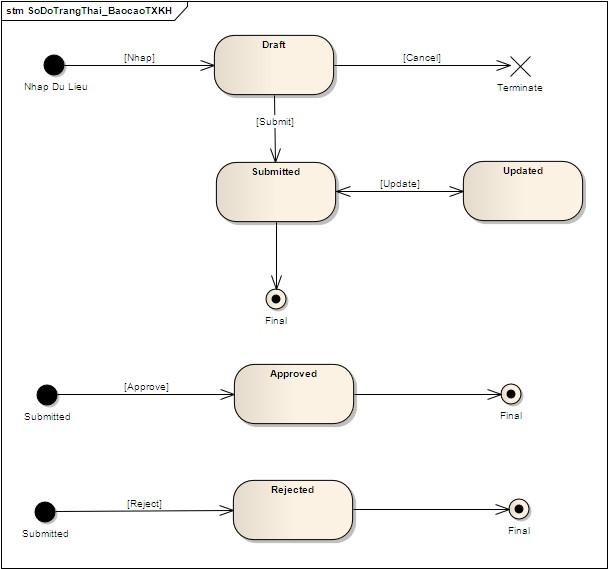 stm SoDoTrangThai_BaocaoTXKH
Draft
[Nhap]
[Cancel]
Nhap Du Lieu
Terminate
[Submit]
Submitted
Updated
[Update]
Final
Approved
[Approve]
Submitted
Final
Rejected
[Reject]
Submitted
Final